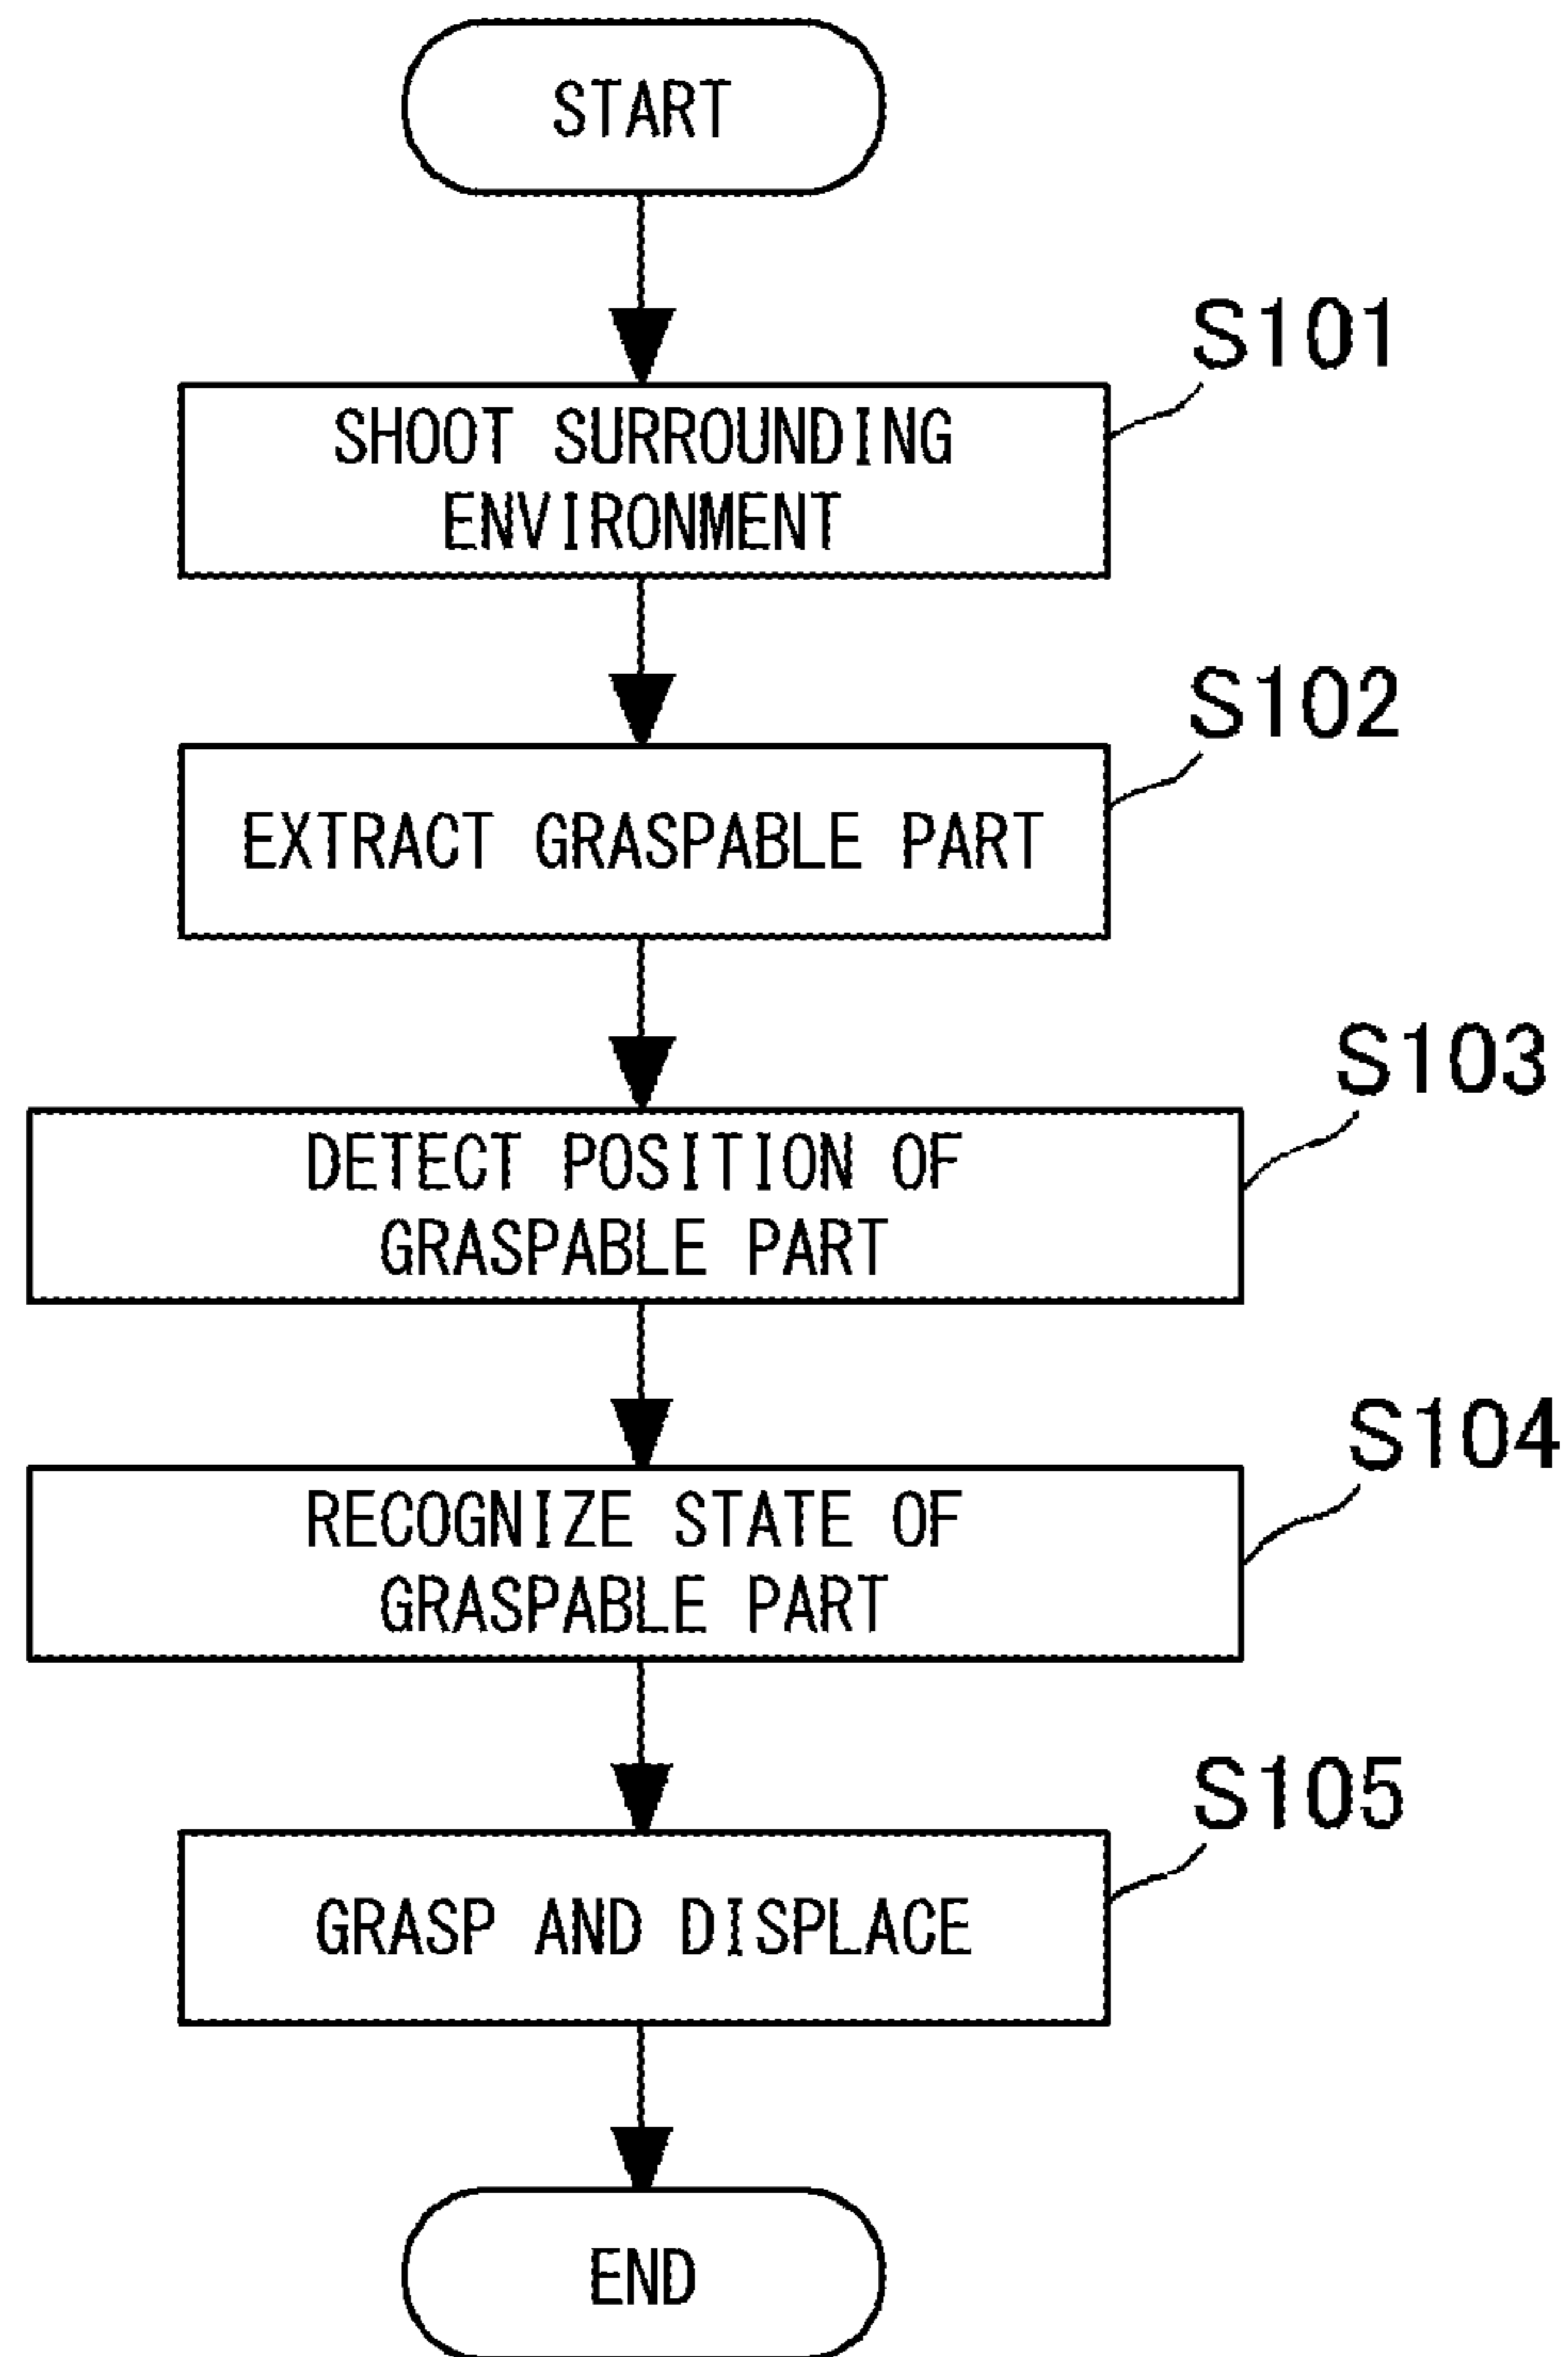 START
S101
SHOOT SURROUNDING
ENVIRONMENT
S102
EXTRACT GRASPABLE PART
S103
DETECT POSITION OF
GRASPABLE PART
S104
RECOGNIZE STATE OF
GRASPABLE PART
S105
GRASP AND DISPLACE
END